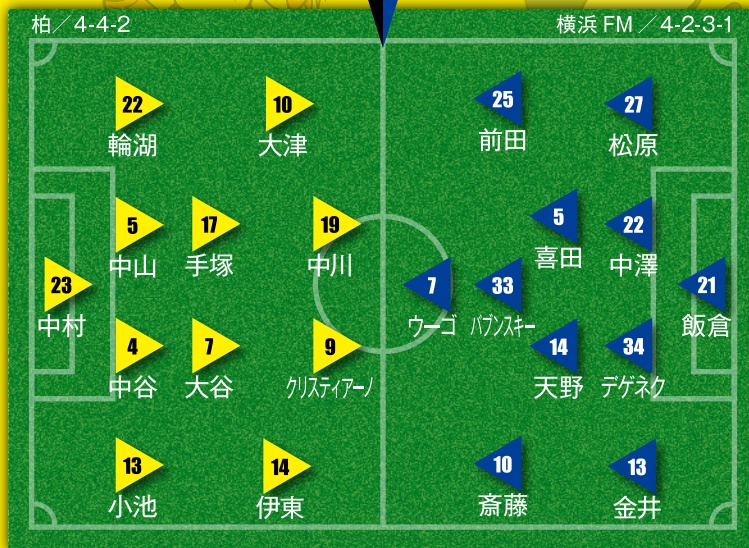 柏／4-4-2
横浜 FM ／4-2-3-1
22
輪湖
10
大津
25
前田
27
松原
5
中山
17
手塚
19
中川
5
喜田
22
中澤
23
中村
7
ウーゴ
33
バブンスキー
21
飯倉
4
中谷
7
大谷
9
クリスティアーノ
14
天野
34
デゲネク
13
小池
14
伊東
10
斎藤
13
金井